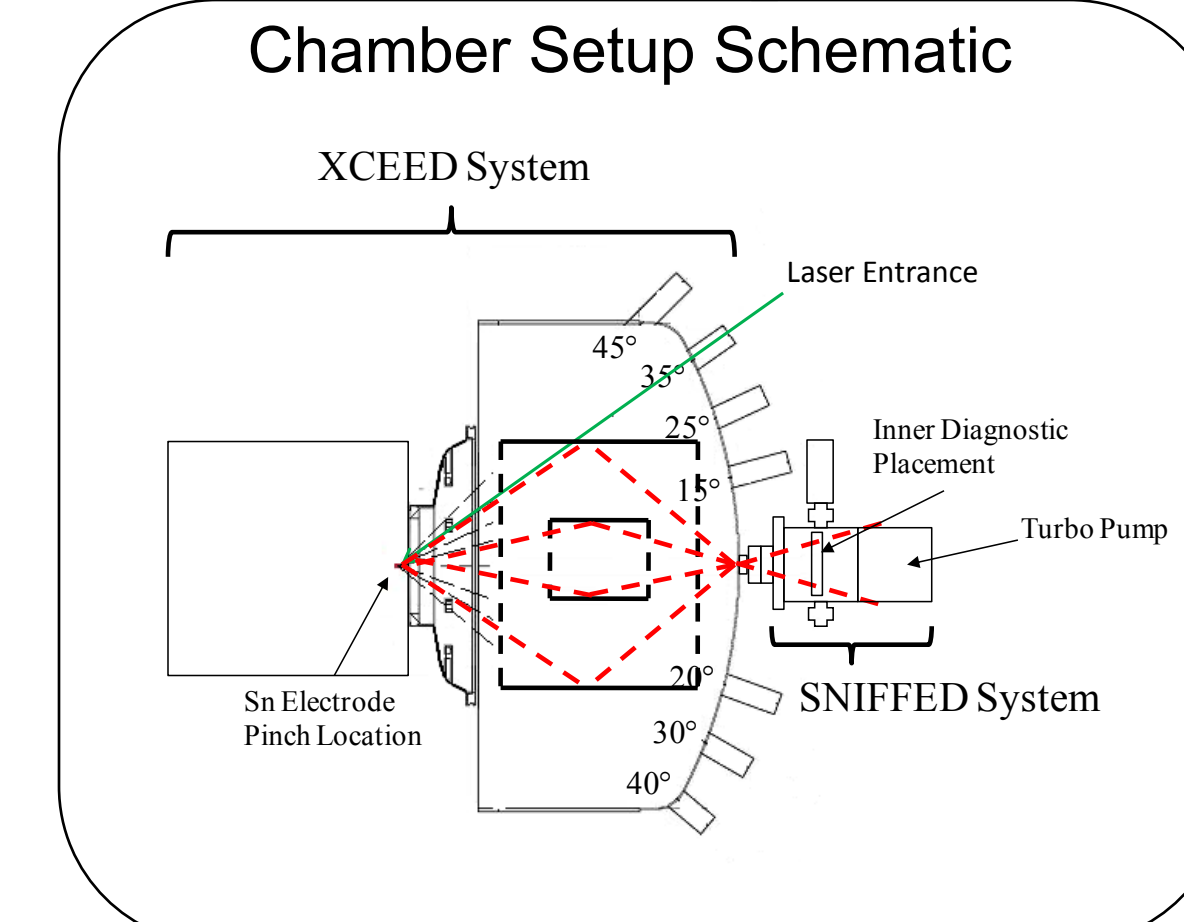 Chamber Setup Schematic
XCEED System
Laser Entrance
45°
35°
25°
15°
Inner Diagnostic
Placement
Turbo Pump
Sn Electrode
Pinch Location
20°
30°
40°
SNIFFED System